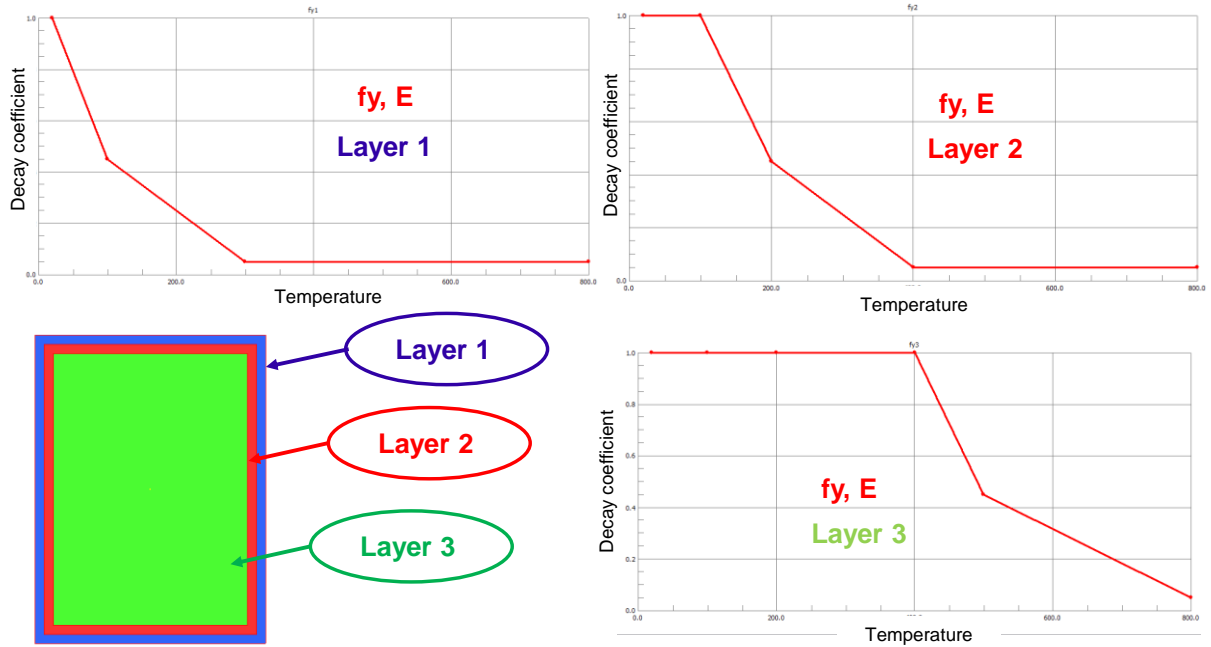 fy1
1.0
Decay coefficient
fy, E
Layer 1
0.0
0.0
200.0
600.0
800.0
Temperature
fy2
1.0
Decay coefficient
fy, E
Layer 2
0.0
0.0
200.0
600.0
800.0
Temperature
Layer 1
Layer 2
Layer 3
fy3
1.0
0.8
0.6
0.4
0.2
0.0
Decay coefficient
fy, E
Layer 3
200.0
600.0
800.0
Temperature